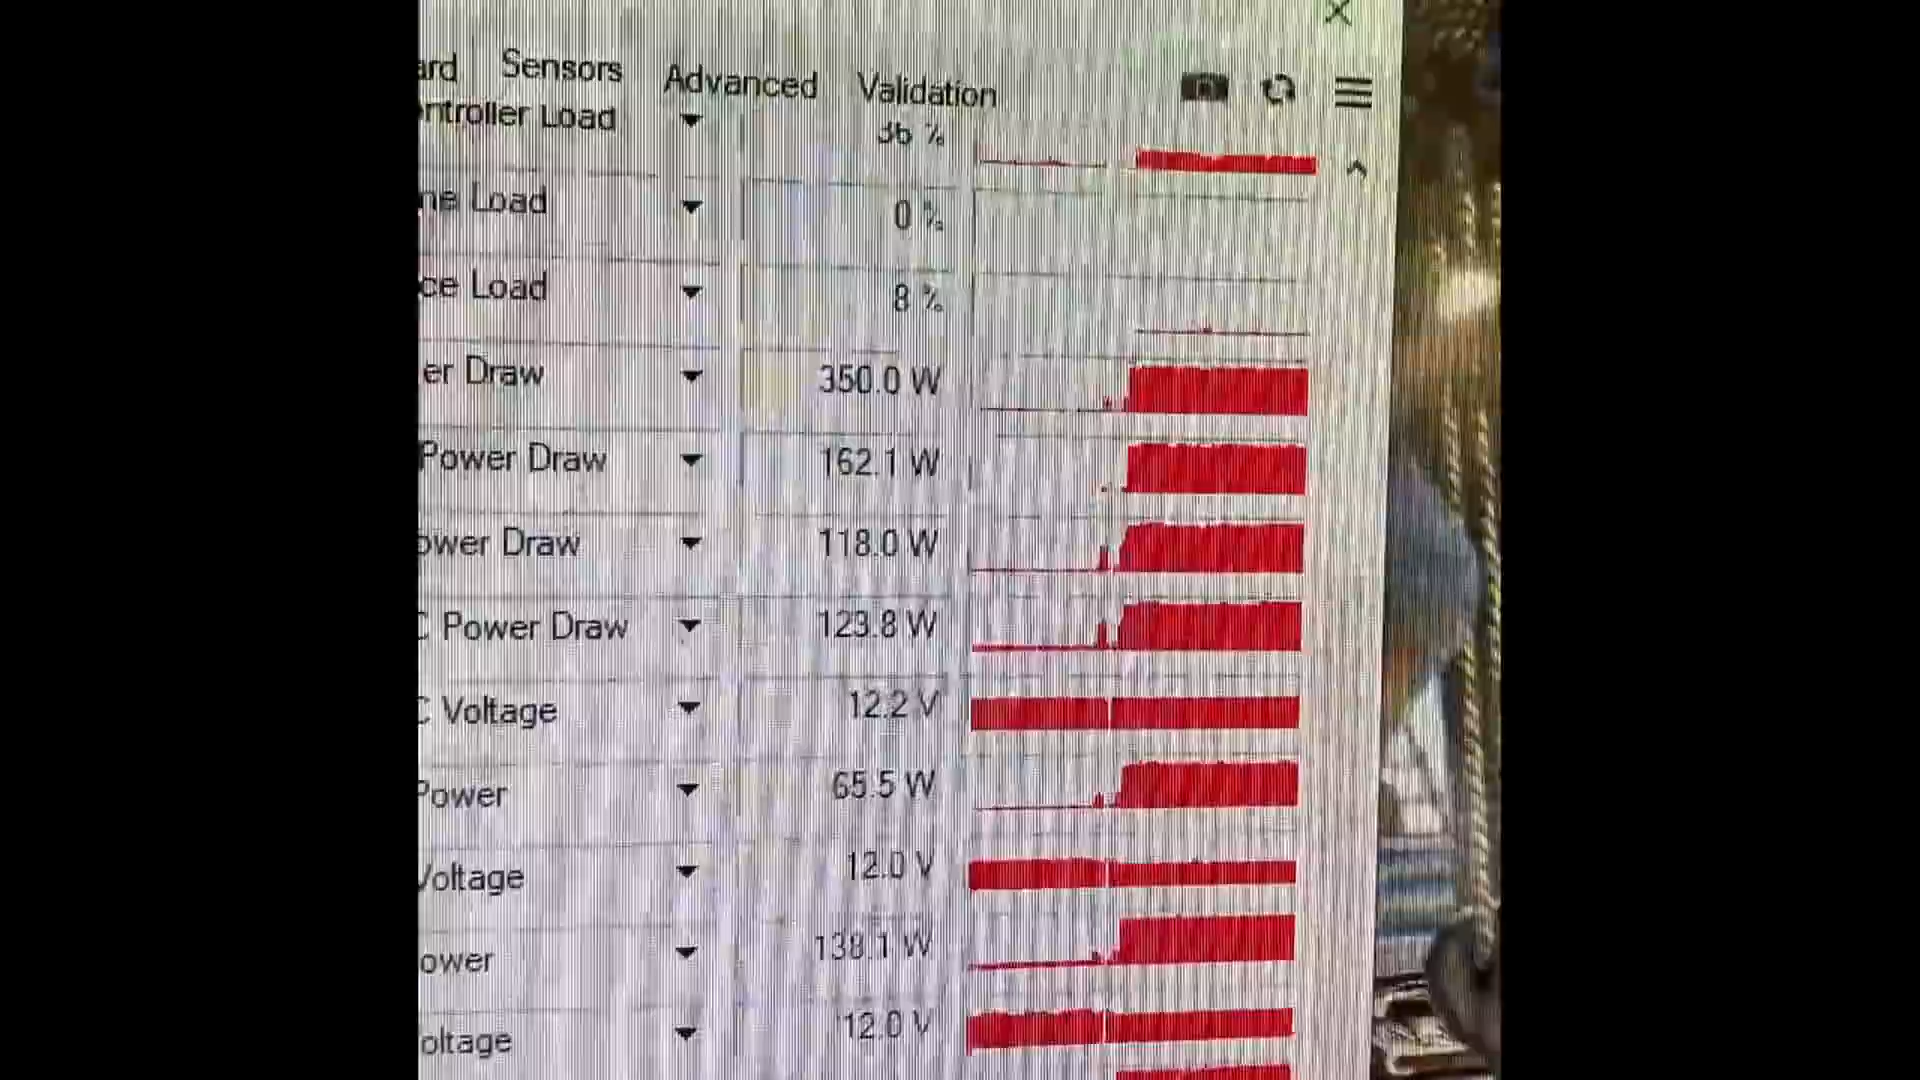 ard Sensors Advanced Validation
ntroller Load 36 %
ne Load 0 %
ce Load 8 %
er Draw 350.0 W
Power Draw 162.1 W
ower Draw 118.0 W
C Power Draw 123.8 W
C Voltage 12.2 V
Power 65.5 W
Voltage 12.0 V
ower 138.1 W
oltage 12.0 V